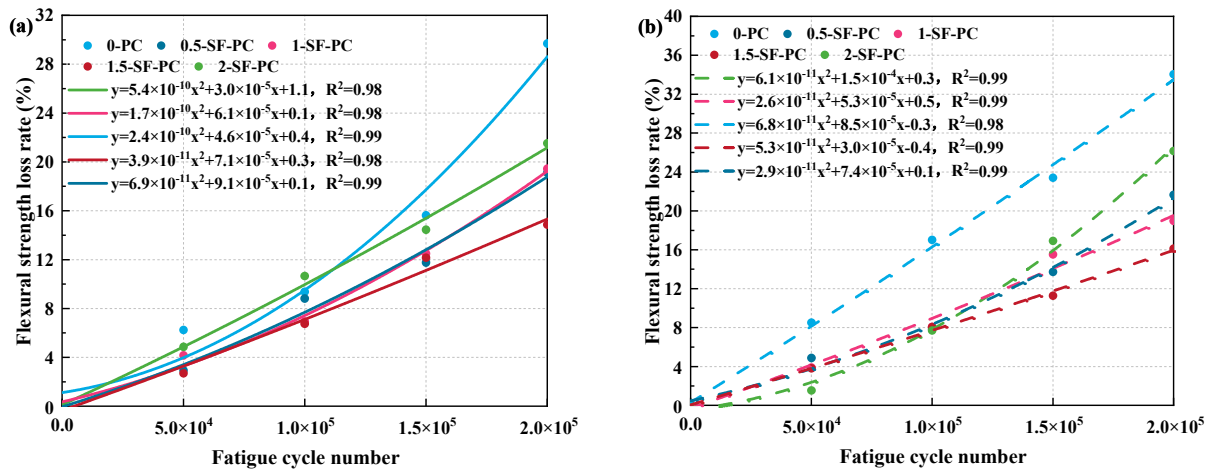 (a)
Flexural strength loss rate (%)
32
28
24
20
16
12
8
4
0
0-PC 0.5-SF-PC 1-SF-PC
1.5-SF-PC 2-SF-PC
y=5.4×10⁻¹⁰x²+3.0×10⁻⁵x+1.1, R²=0.98
y=1.7×10⁻¹⁰x²+6.1×10⁻⁵x+0.1, R²=0.98
y=2.4×10⁻¹⁰x²+4.6×10⁻⁵x+0.4, R²=0.99
y=3.9×10⁻¹¹x²+7.1×10⁻⁵x+0.3, R²=0.98
y=6.9×10⁻¹¹x²+9.1×10⁻⁵x+0.1, R²=0.99
0.0 5.0×10⁴ 1.0×10⁵ 1.5×10⁵ 2.0×10⁵
Fatigue cycle number
(b)
Flexural strength loss rate (%)
40
36
32
28
24
20
16
12
8
4
0
0-PC 0.5-SF-PC 1-SF-PC
1.5-SF-PC 2-SF-PC
y=6.1×10⁻¹¹x²+1.5×10⁻⁴x+0.3, R²=0.99
y=2.6×10⁻¹¹x²+5.3×10⁻⁵x+0.5, R²=0.99
y=6.8×10⁻¹¹x²+8.5×10⁻⁵x-0.3, R²=0.98
y=5.3×10⁻¹¹x²+3.0×10⁻⁵x-0.4, R²=0.99
y=2.9×10⁻¹¹x²+7.4×10⁻⁵x+0.1, R²=0.99
0.0 5.0×10⁴ 1.0×10⁵ 1.5×10⁵ 2.0×10⁵
Fatigue cycle number